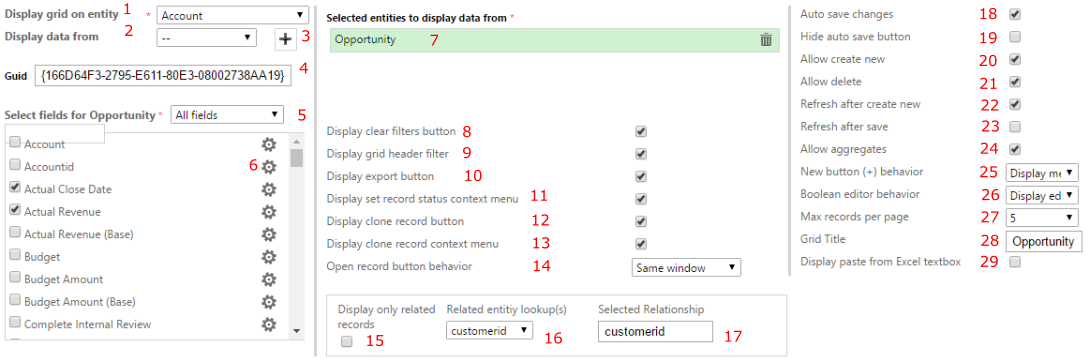 Display grid on entity 1 * Account
Display data from 2 -- 3
Guid {166D64F3-2795-E611-80E3-08002738AA19} 4
Select fields for Opportunity * All fields 5
Account
Accountid 6
Actual Close Date
Actual Revenue
Actual Revenue (Base)
Budget
Budget Amount
Budget Amount (Base)
Complete Internal Review
Selected entities to display data from *
Opportunity 7
Display clear filters button 8
Display grid header filter 9
Display export button 10
Display set record status context menu 11
Display clone record button 12
Display clone record context menu 13
Open record button behavior 14 Same window
Display only related records 15
Related entitiy lookup(s)
customerid 16
Selected Relationship
customerid 17
Auto save changes 18
Hide auto save button 19
Allow create new 20
Allow delete 21
Refresh after create new 22
Refresh after save 23
Allow aggregates 24
New button (+) behavior 25 Display me
Boolean editor behavior 26 Display ed
Max records per page 27 5
Grid Title 28 Opportunity
Display paste from Excel textbox 29